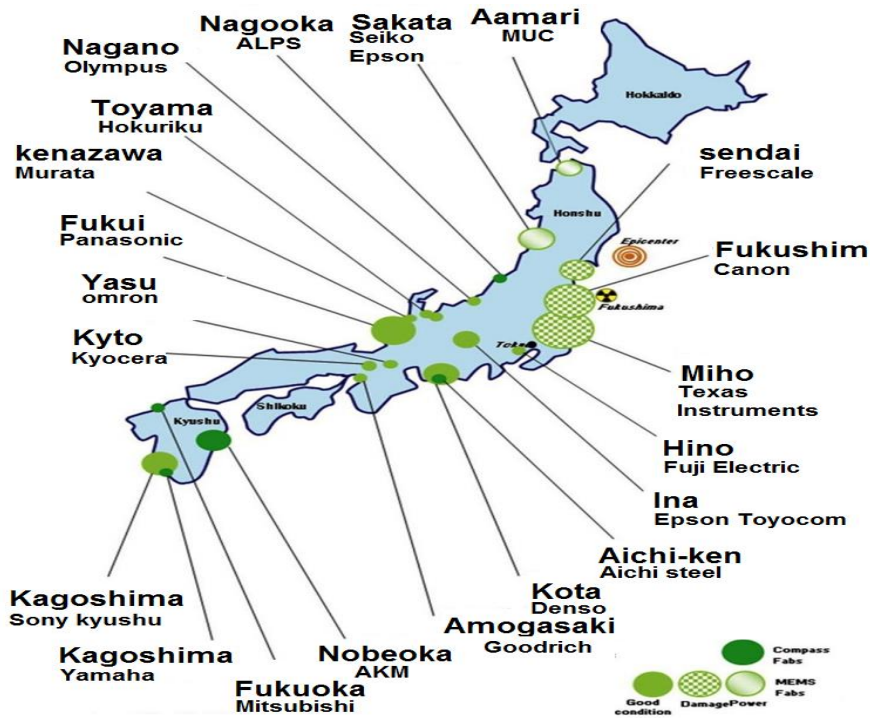 Nagano
Olympus
Nagooka
ALPS
Sakata
Seiko
Epson
Aamari
MUC
Toyama
Hokuriku
kenazawa
Murata
Fukui
Panasonic
Yasu
omron
Kyto
Kyocera
Hokkaldo
Honshu
sendai
Freescale
Epicenter
Fukushim
Canon
Fukushima
Miho
Texas
Instruments
Shikoku
Kyushu
Hino
Fuji Electric
Ina
Epson Toyocom
Aichi-ken
Aichi steel
Kota
Denso
Amogasaki
Goodrich
Kagoshima
Sony kyushu
Kagoshima
Yamaha
Nobeoka
AKM
Fukuoka
Mitsubishi
Compass
Fabs
MEMS
Fabs
Good
condition
Damage
Power